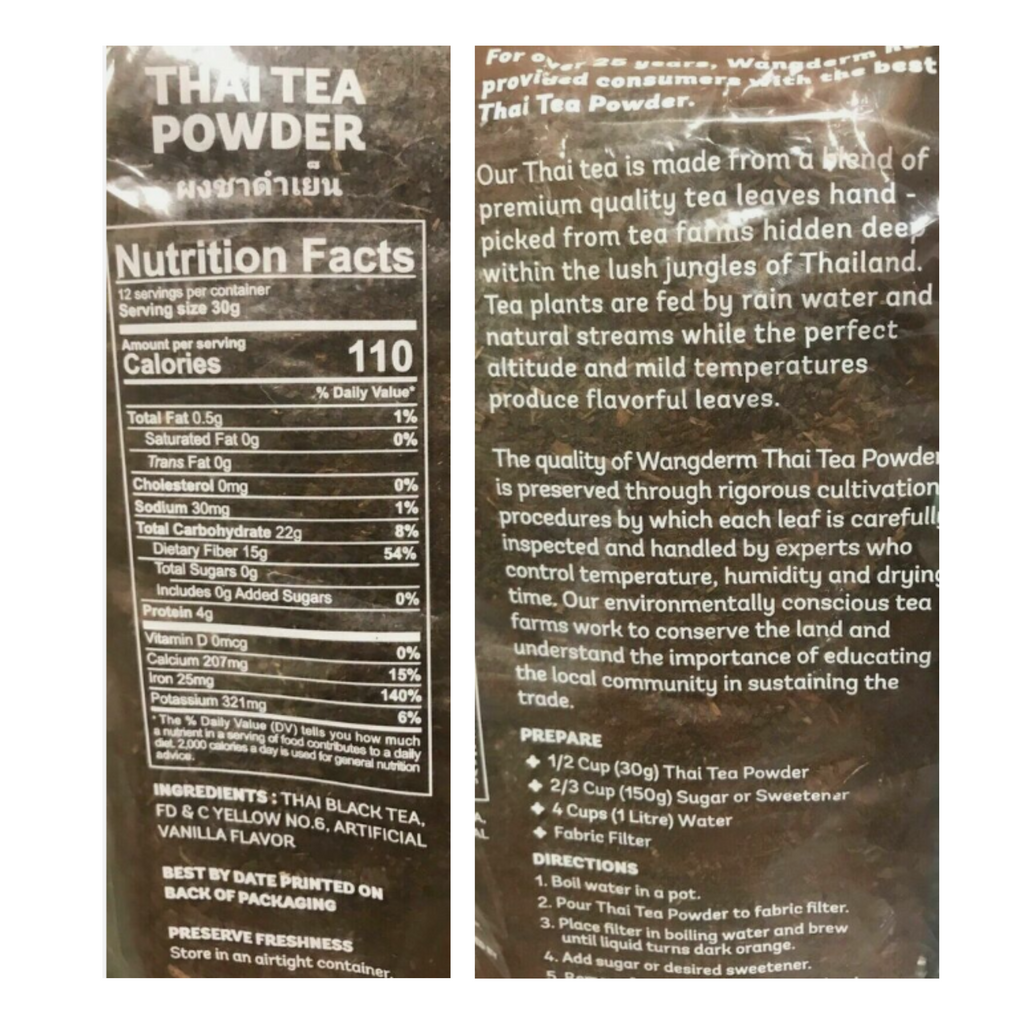 THAI TEA
POWDER
ผงชาดำเย็น
Nutrition Facts
12 servings per container
Serving size 30g
Amount per serving
Calories 110
% Daily Value*
Total Fat 0.5g 1%
Saturated Fat 0g 0%
Trans Fat 0g
Cholesterol 0mg 0%
Sodium 30mg 1%
Total Carbohydrate 22g 8%
Dietary Fiber 15g 54%
Total Sugars 0g
Includes 0g Added Sugars 0%
Protein 4g
Vitamin D 0mcg 0%
Calcium 207mg 15%
Iron 25mg 140%
Potassium 321mg 6%
* The % Daily Value (DV) tells you how much
a nutrient in a serving of food contributes to a daily
diet. 2,000 calories a day is used for general nutrition
advice.
INGREDIENTS : THAI BLACK TEA,
FD & C YELLOW NO.6, ARTIFICIAL
VANILLA FLAVOR
BEST BY DATE PRINTED ON
BACK OF PACKAGING
PRESERVE FRESHNESS
Store in an airtight container.
For over 25 years, Wangderm
provided consumers with the best
Thai Tea Powder.
Our Thai tea is made from a blend of
premium quality tea leaves hand -
picked from tea farms hidden deep
within the lush jungles of Thailand.
Tea plants are fed by rain water and
natural streams while the perfect
altitude and mild temperatures
produce flavorful leaves.
The quality of Wangderm Thai Tea Powder
is preserved through rigorous cultivation
procedures by which each leaf is carefull
inspected and handled by experts who
control temperature, humidity and drying
time. Our environmentally conscious tea
farms work to conserve the land and
understand the importance of educating
the local community in sustaining the
trade.
PREPARE
✦ 1/2 Cup (30g) Thai Tea Powder
✦ 2/3 Cup (150g) Sugar or Sweetener
✦ 4 Cups (1 Litre) Water
✦ Fabric Filter
DIRECTIONS
1. Boil water in a pot.
2. Pour Thai Tea Powder to fabric filter.
3. Place filter in boiling water and brew
until liquid turns dark orange.
4. Add sugar or desired sweetener.
5.